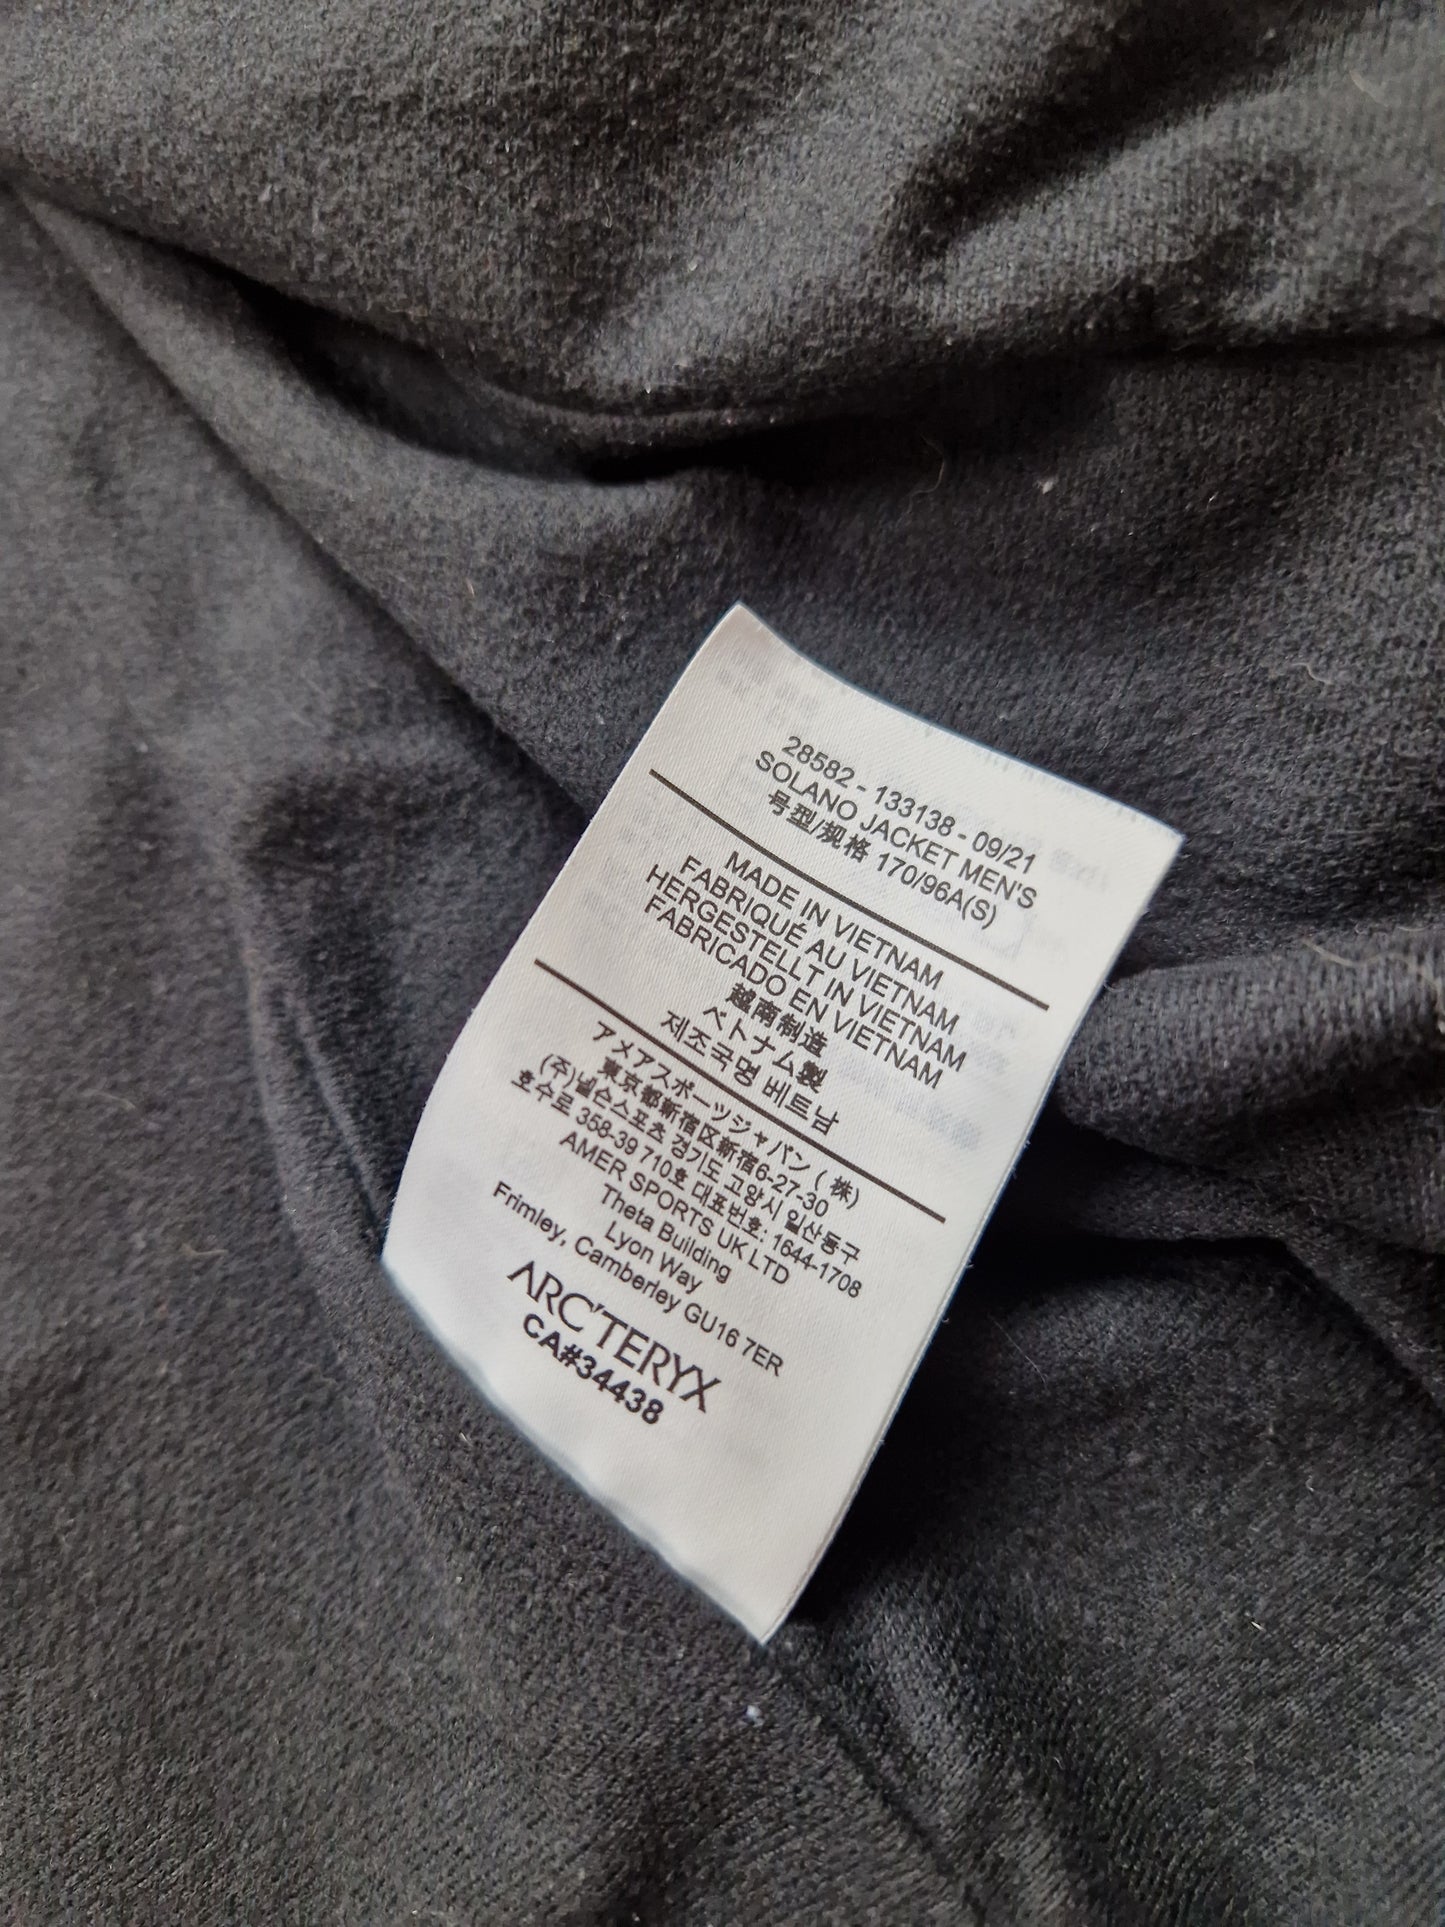 28582 - 133138 - 09/21
SOLANO JACKET MEN'S
号型/规格 170/96A(S)
MADE IN VIETNAM
FABRIQUÉ AU VIETNAM
HERGESTELLT IN VIETNAM
FABRICADO EN VIETNAM
越南制造
ベトナム製
제조국명 베트남
アメアスポーツジャパン ( 株)
東京都新宿区新宿6-27-30
(주)넬슨스포츠 경기도 고양시 일산동구
호수로 358-39 710호 대표번호: 1644-1708
AMER SPORTS UK LTD
Theta Building
Lyon Way
Frimley, Camberley GU16 7ER
ARC'TERYX
CA#34438